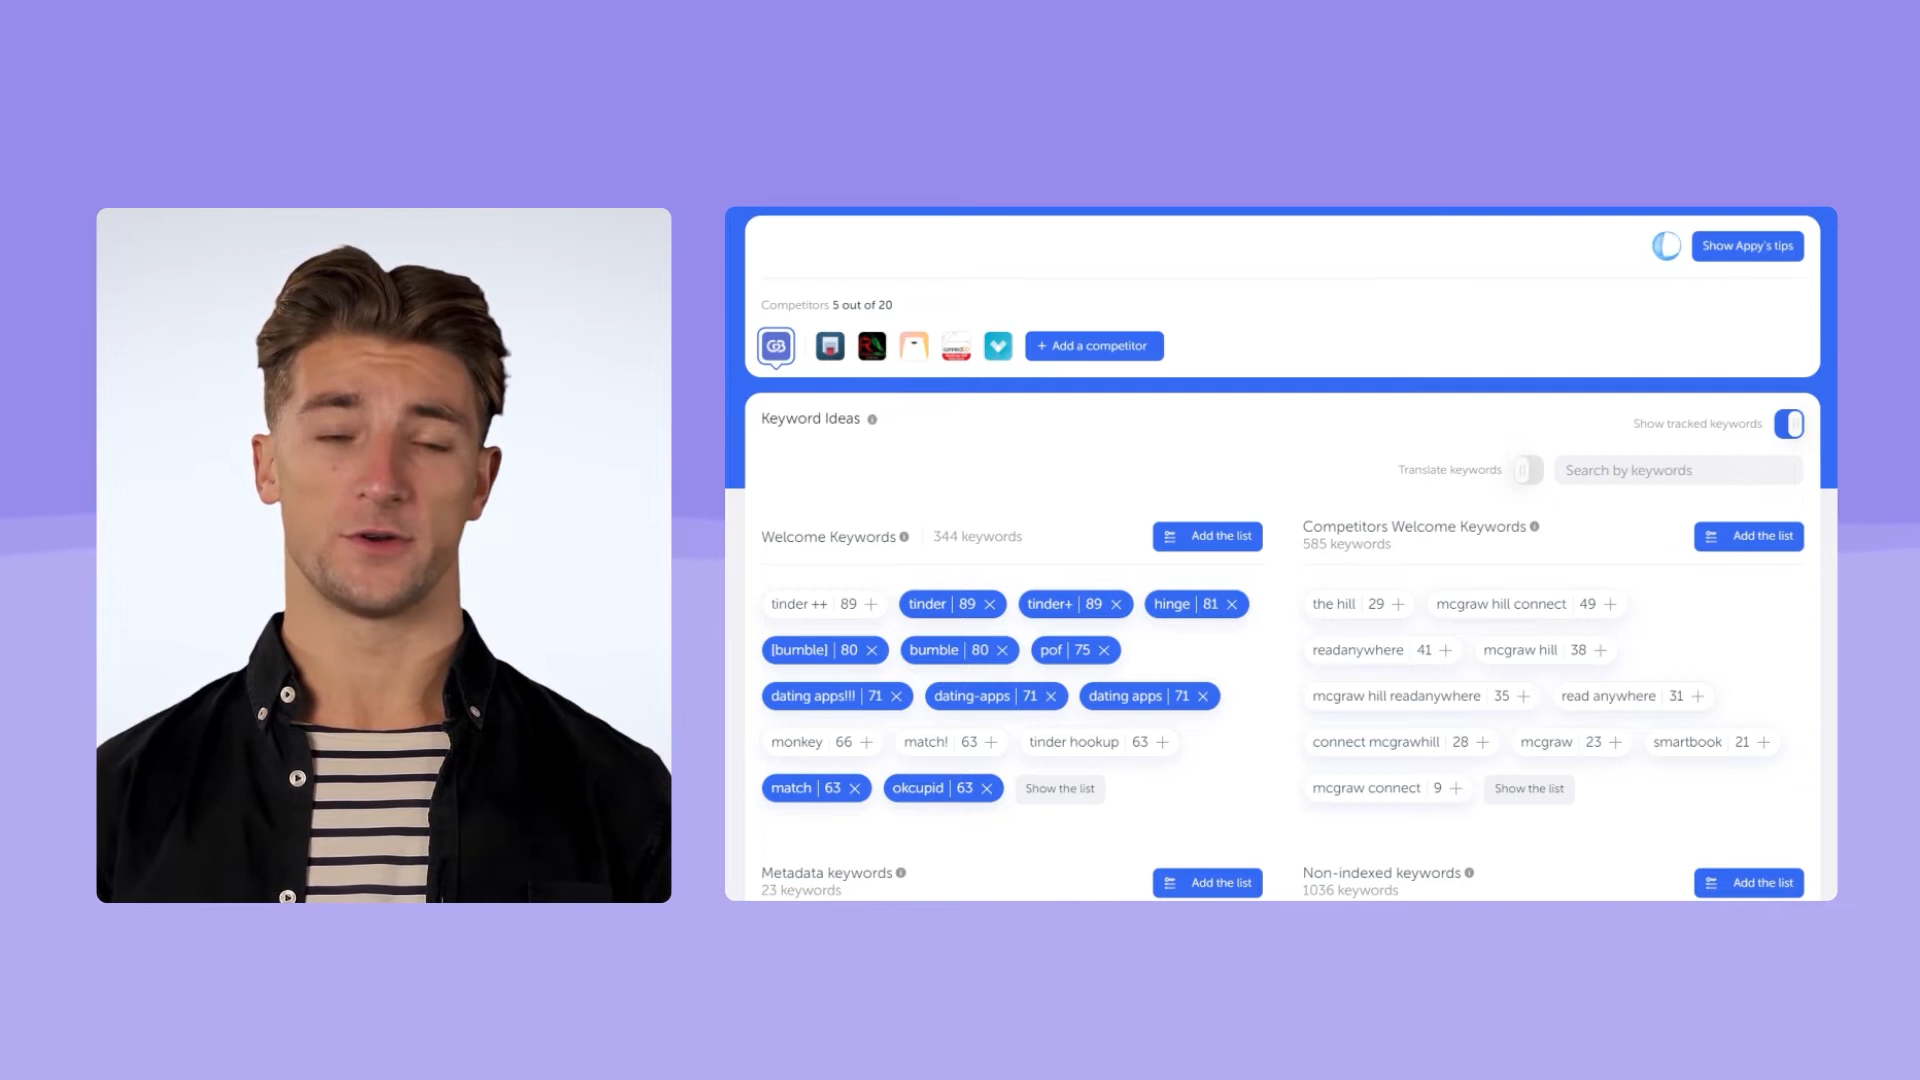 Show Appy's tips
Competitors 5 out of 20
GB
+ Add a competitor
Keyword Ideas
Show tracked keywords
Translate keywords
Search by keywords
Welcome Keywords 344 keywords
Add the list
tinder ++ 89 +
tinder | 89 ×
tinder+ | 89 ×
hinge | 81 ×
[bumble] | 80 ×
bumble | 80 ×
pof | 75 ×
dating apps!!! | 71 ×
dating-apps | 71 ×
dating apps | 71 ×
monkey 66 +
match! 63 +
tinder hookup 63 +
match | 63 ×
okcupid | 63 ×
Show the list
Competitors Welcome Keywords
585 keywords
Add the list
the hill 29 +
mcgraw hill connect 49 +
readanywhere 41 +
mcgraw hill 38 +
mcgraw hill readanywhere 35 +
read anywhere 31 +
connect mcgrawhill 28 +
mcgraw 23 +
smartbook 21 +
mcgraw connect 9 +
Show the list
Metadata keywords
23 keywords
Add the list
Non-indexed keywords
1036 keywords
Add the list